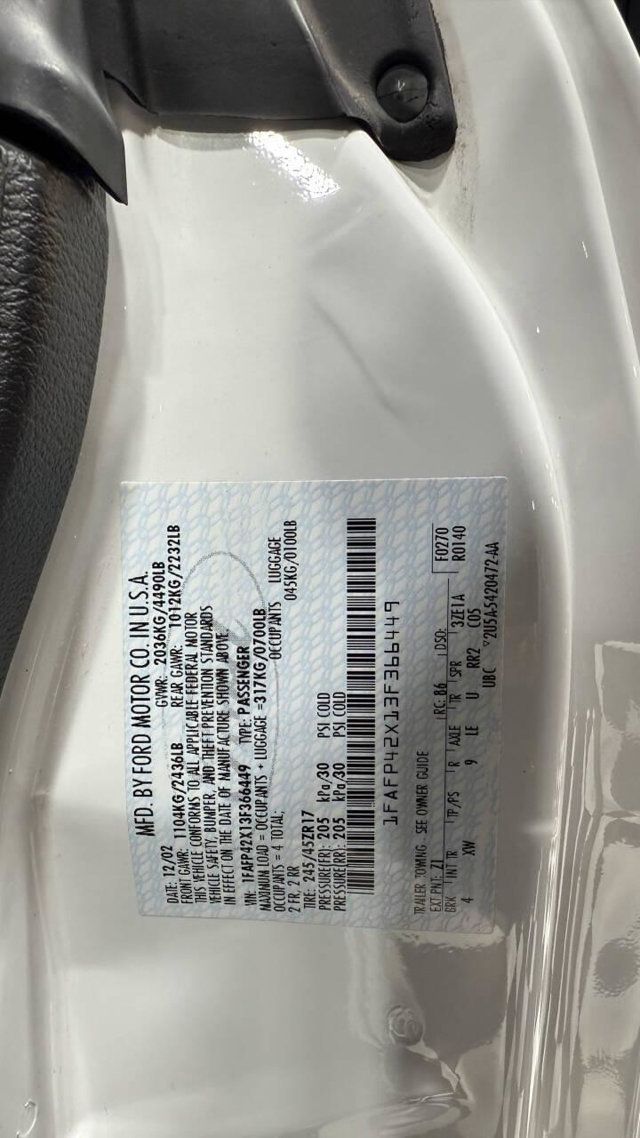 MFD. BY FORD MOTOR CO. IN U.S.A.
DATE: 12/02 GVWR: 2036KG/4490LB
FRONT GAWR: 1104KG/2436LB REAR GAWR: 1012KG/2232LB
THIS VEHICLE CONFORMS TO ALL APPLICABLE FEDERAL MOTOR
VEHICLE SAFETY, BUMPER, AND THEFT PREVENTION STANDARDS
IN EFFECT ON THE DATE OF MANUFACTURE SHOWN ABOVE.
VIN: 1FAFP42X13F366449 TYPE: PASSENGER
MAXIMUM LOAD = OCCUPANTS + LUGGAGE =317KG/0700LB
OCCUPANTS = 4 TOTAL; OCCUPANTS LUGGAGE
2 FR, 2 RR 045KG/0100LB
TIRE: 245/45ZR17
PRESSURE(FR): 205 kPa/30 PSI COLD
PRESSURE(RR): 205 kPa/30 PSI COLD
1FAFP42X13F366449
TRAILER TOWING - SEE OWNER GUIDE
EXT PNT: Z1 RC: 86 DSO: F0270
BRK INT TR TP/PS R AXLE TR SPR R0140
4 XW 9 LE U RR2 C05 3ZE1A
UBC 2U5A-5420472-AA